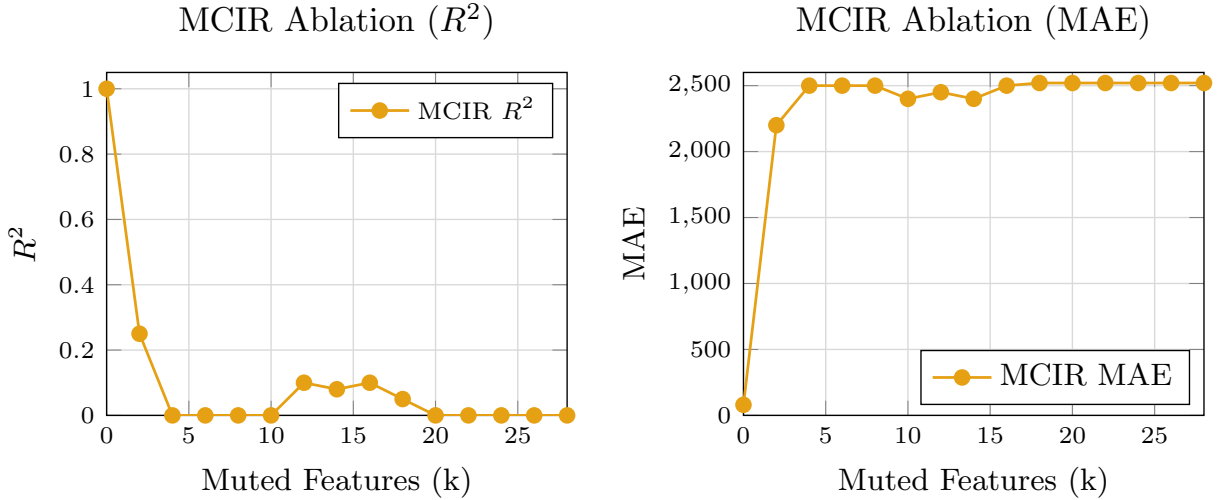 MCIR Ablation (R²)
1
0.8
0.6
0.4
0.2
0
0 5 10 15 20 25
R²
Muted Features (k)
MCIR R²
MCIR Ablation (MAE)
2,500
2,000
1,500
1,000
500
0
0 5 10 15 20 25
MAE
Muted Features (k)
MCIR MAE